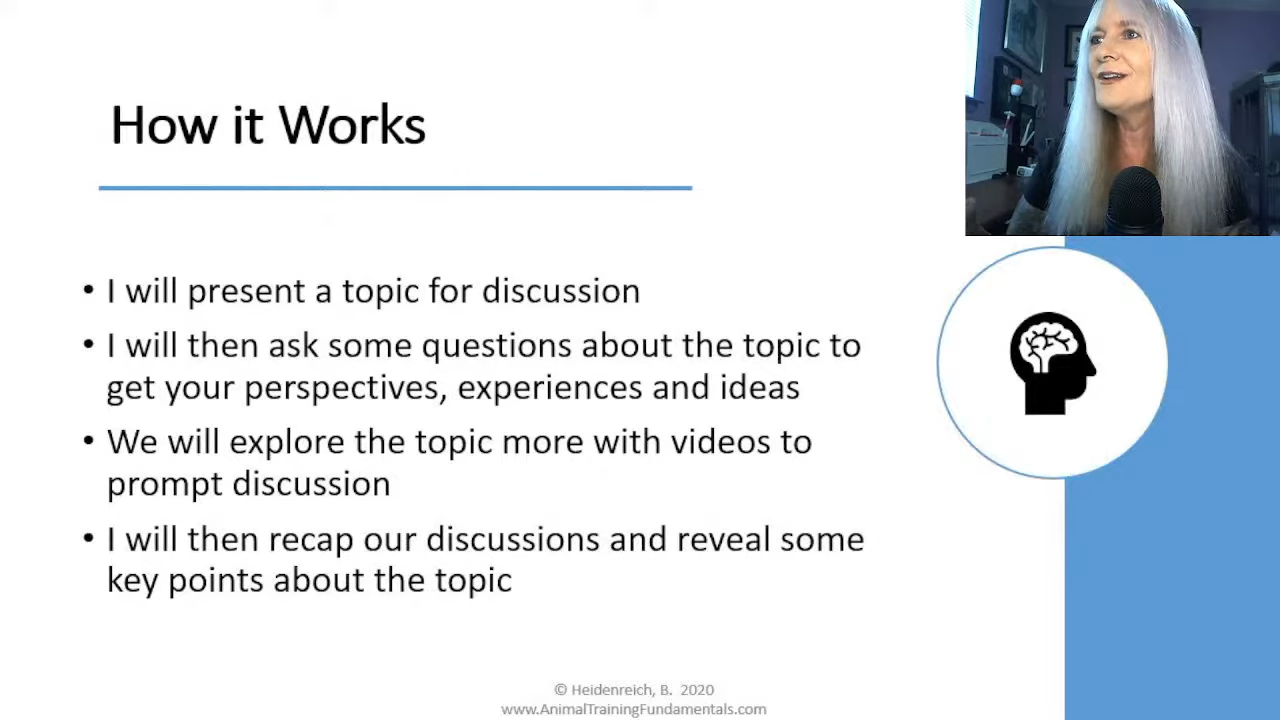 How it Works
• I will present a topic for discussion
• I will then ask some questions about the topic to
get your perspectives, experiences and ideas
• We will explore the topic more with videos to
prompt discussion
• I will then recap our discussions and reveal some
key points about the topic
© Heidenreich, B. 2020
www.AnimalTrainingFundamentals.com